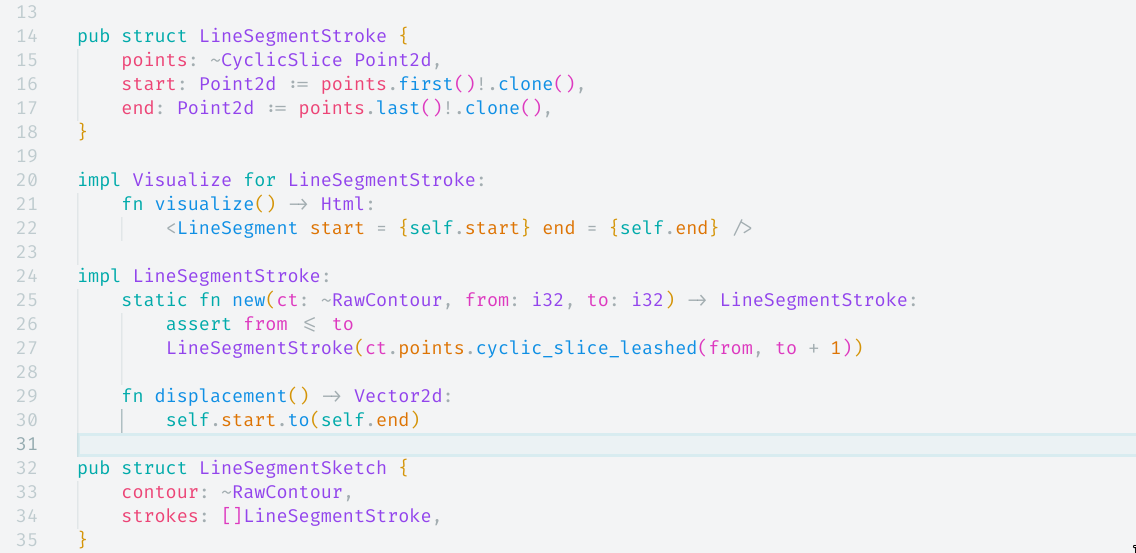 13
14 pub struct LineSegmentStroke {
15     points: ~CyclicSlice Point2d,
16     start: Point2d := points.first()!.clone(),
17     end: Point2d := points.last()!.clone(),
18 }
19
20 impl Visualize for LineSegmentStroke:
21     fn visualize() -> Html:
22         <LineSegment start = {self.start} end = {self.end} />
23
24 impl LineSegmentStroke:
25     static fn new(ct: ~RawContour, from: i32, to: i32) -> LineSegmentStroke:
26         assert from <= to
27         LineSegmentStroke(ct.points.cyclic_slice_leashed(from, to + 1))
28
29     fn displacement() -> Vector2d:
30         self.start.to(self.end)
31
32 pub struct LineSegmentSketch {
33     contour: ~RawContour,
34     strokes: []LineSegmentStroke,
35 }